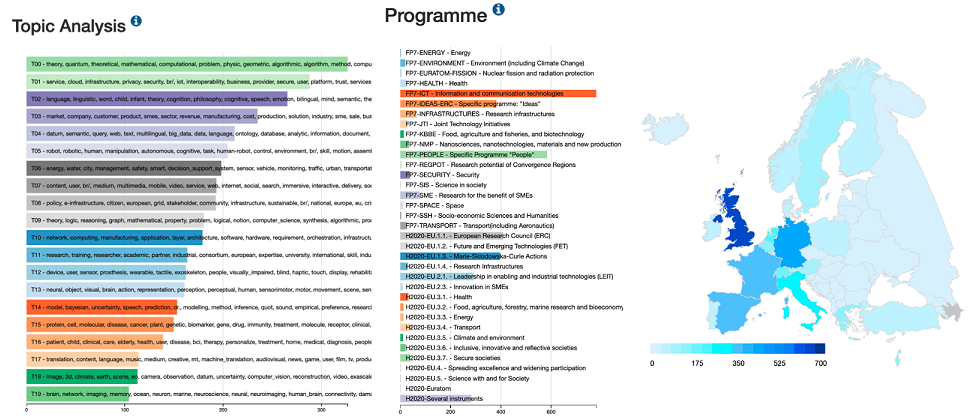 Topic Analysis
T00 - theory, quantum, theoretical, mathematical, computational, problem, physic, geometric, algorithmic, algorithm, method, compu
T01 - service, cloud, infrastructure, privacy, security, br/, iot, interoperability, business, provider, secure, user, platform, trust, services
T02 - language, linguistic, word, child, infant, theory, cognition, philosophy, cognitive, speech, emotion, bilingual, mind, semantic, the
T03 - market, company, customer, product, smes, sector, revenue, manufacturing, cost, production, solution, industry, sme, sale, bus
T04 - datum, semantic, query, web, text, multilingual, big_data, data, language, ontology, database, analytic, information, document,
T05 - robot, robotic, human, manipulation, autonomous, cognitive, task, human-robot, control, environment, br/, skill, motion, assem
T06 - energy, water, city, management, safety, smart, decision_support, system, sensor, vehicle, monitoring, traffic, urban, transportat
T07 - content, user, br/, medium, multimedia, mobile, video, service, web, internet, social, search, immersive, interactive, delivery, soc
T08 - policy, e-infrastructure, citizen, european, grid, stakeholder, community, infrastructure, sustainable, br/, national, europe, eu, cri
T09 - theory, logic, reasoning, graph, mathematical, property, problem, logical, notion, computer_science, synthesis, algorithmic, pro
T10 - network, computing, manufacturing, application, layer, architecture, software, hardware, requirement, orchestration, infrastruct
T11 - research, training, researcher, academic, partner, industrial, consortium, european, expertise, university, international, skill, indu
T12 - device, user, sensor, prosthesis, wearable, tactile, exoskeleton, people, visually_impaired, blind, haptic, touch, display, rehabilita
T13 - neural, object, visual, brain, action, representation, perception, perceptual, human, sensorimotor, motor, movement, scene, sen
T14 - model, bayesian, uncertainty, speech, prediction, dr, modelling, method, inference, quot, sound, empirical, preference, researc
T15 - protein, cell, molecular, disease, cancer, plant, genetic, biomarker, gene, drug, immunity, treatment, molecule, receptor, clinical,
T16 - patient, child, clinical, care, elderly, health, user, disease, bci, therapy, personalize, treatment, home, medical, diagnosis, people
T17 - translation, content, language, music, medium, creative, mt, machine_translation, audiovisual, news, game, user, film, tv, produ
T18 - image, 3d, climate, earth, scene, eo, camera, observation, datum, uncertainty, computer_vision, reconstruction, video, exascal
T19 - brain, network, imaging, memory, ocean, neuron, marine, neuroscience, neural, neuroimaging, human_brain, connectivity, dam
0 100 200 300
Programme
FP7-ENERGY - Energy
FP7-ENVIRONMENT - Environment (including Climate Change)
FP7-EURATOM-FISSION - Nuclear fission and radiation protection
FP7-HEALTH - Health
FP7-ICT - Information and communication technologies
FP7-IDEAS-ERC - Specific programme: "Ideas"
FP7-INFRASTRUCTURES - Research infrastructures
FP7-JTI - Joint Technology Initiatives
FP7-KBBE - Food, agriculture and fisheries, and biotechnology
FP7-NMP - Nanosciences, nanotechnologies, materials and new production
FP7-PEOPLE - Specific Programme "People"
FP7-REGPOT - Research potential of Convergence Regions
FP7-SECURITY - Security
FP7-SIS - Science in society
FP7-SME - Research for the benefit of SMEs
FP7-SPACE - Space
FP7-SSH - Socio-economic Sciences and Humanities
FP7-TRANSPORT - Transport(including Aeronautics)
H2020-EU.1.1. - European Research Council (ERC)
H2020-EU.1.2. - Future and Emerging Technologies (FET)
H2020-EU.1.3. - Marie-Sklodowska-Curie Actions
H2020-EU.1.4. - Research Infrastructures
H2020-EU.2.1. - Leadership in enabling and industrial technologies (LEIT)
H2020-EU.2.3. - Innovation in SMEs
H2020-EU.3.1. - Health
H2020-EU.3.2. - Food, agriculture, forestry, marine research and bioeconomy
H2020-EU.3.3. - Energy
H2020-EU.3.4. - Transport
H2020-EU.3.5. - Climate and environment
H2020-EU.3.6. - Inclusive, innovative and reflective societies
H2020-EU.3.7. - Secure societies
H2020-EU.4. - Spreading excellence and widening participation
H2020-EU.5. - Science with and for Society
H2020-Euratom
H2020-Several instruments
0 200 400 600
0 175 350 525 700